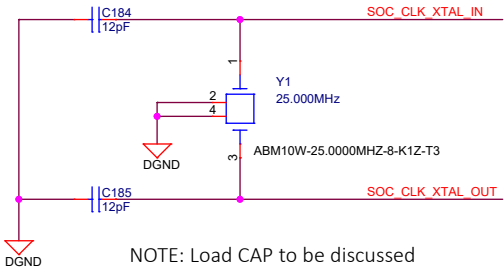 C184
12pF
SOC_CLK_XTAL_IN
1
Y1
25.000MHz
2
4
DGND
ABM10W-25.0000MHZ-8-K1Z-T3
3
C185
12pF
SOC_CLK_XTAL_OUT
DGND
NOTE: Load CAP to be discussed